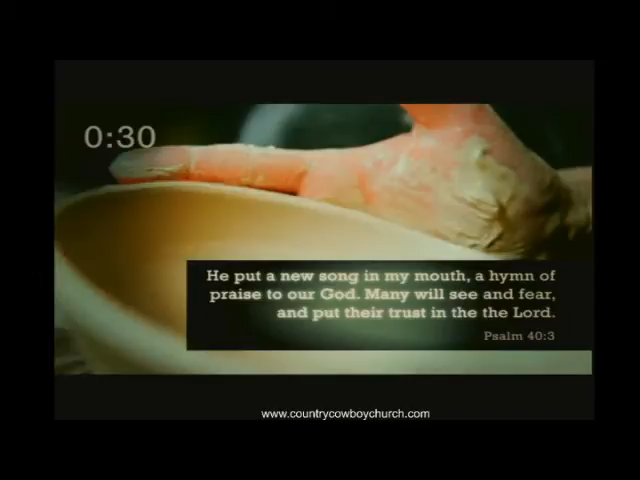 0:30
He put a new song in my mouth, a hymn of
praise to our God. Many will see and fear,
and put their trust in the the Lord.
Psalm 40:3
www.countrycowboychurch.com